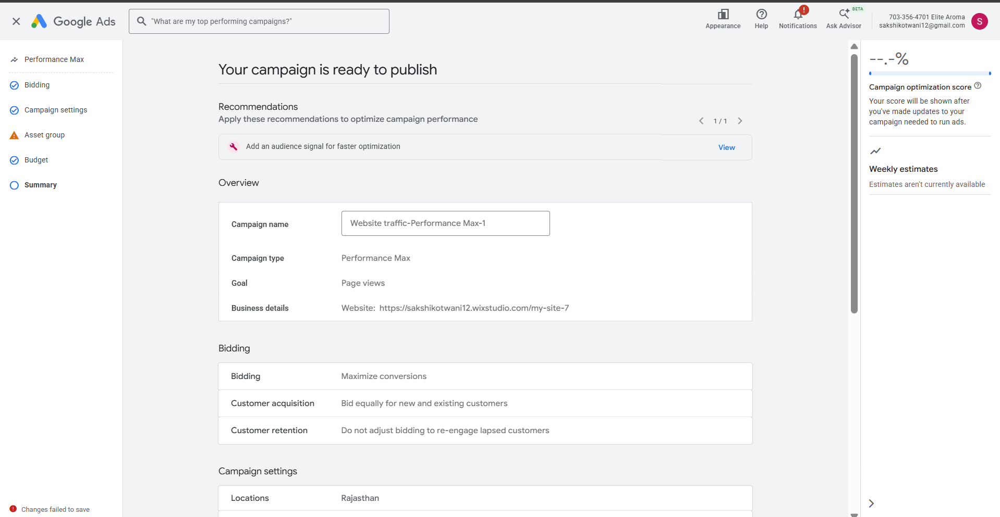 Google Ads
"What are my top performing campaigns?"
Appearance
Help
Notifications
Ask Advisor
BETA
703-356-4701 Elite Aroma
sakshikotwani12@gmail.com
S
Performance Max
Bidding
Campaign settings
Asset group
Budget
Summary
Changes failed to save
Your campaign is ready to publish
Recommendations
Apply these recommendations to optimize campaign performance
1 / 1
Add an audience signal for faster optimization
View
Overview
Campaign name
Website traffic-Performance Max-1
Campaign type
Performance Max
Goal
Page views
Business details
Website: https://sakshikotwani12.wixstudio.com/my-site-7
Bidding
Bidding
Maximize conversions
Customer acquisition
Bid equally for new and existing customers
Customer retention
Do not adjust bidding to re-engage lapsed customers
Campaign settings
Locations
Rajasthan
--.-%
Campaign optimization score
Your score will be shown after
you've made updates to your
campaign needed to run ads.
Weekly estimates
Estimates aren't currently available